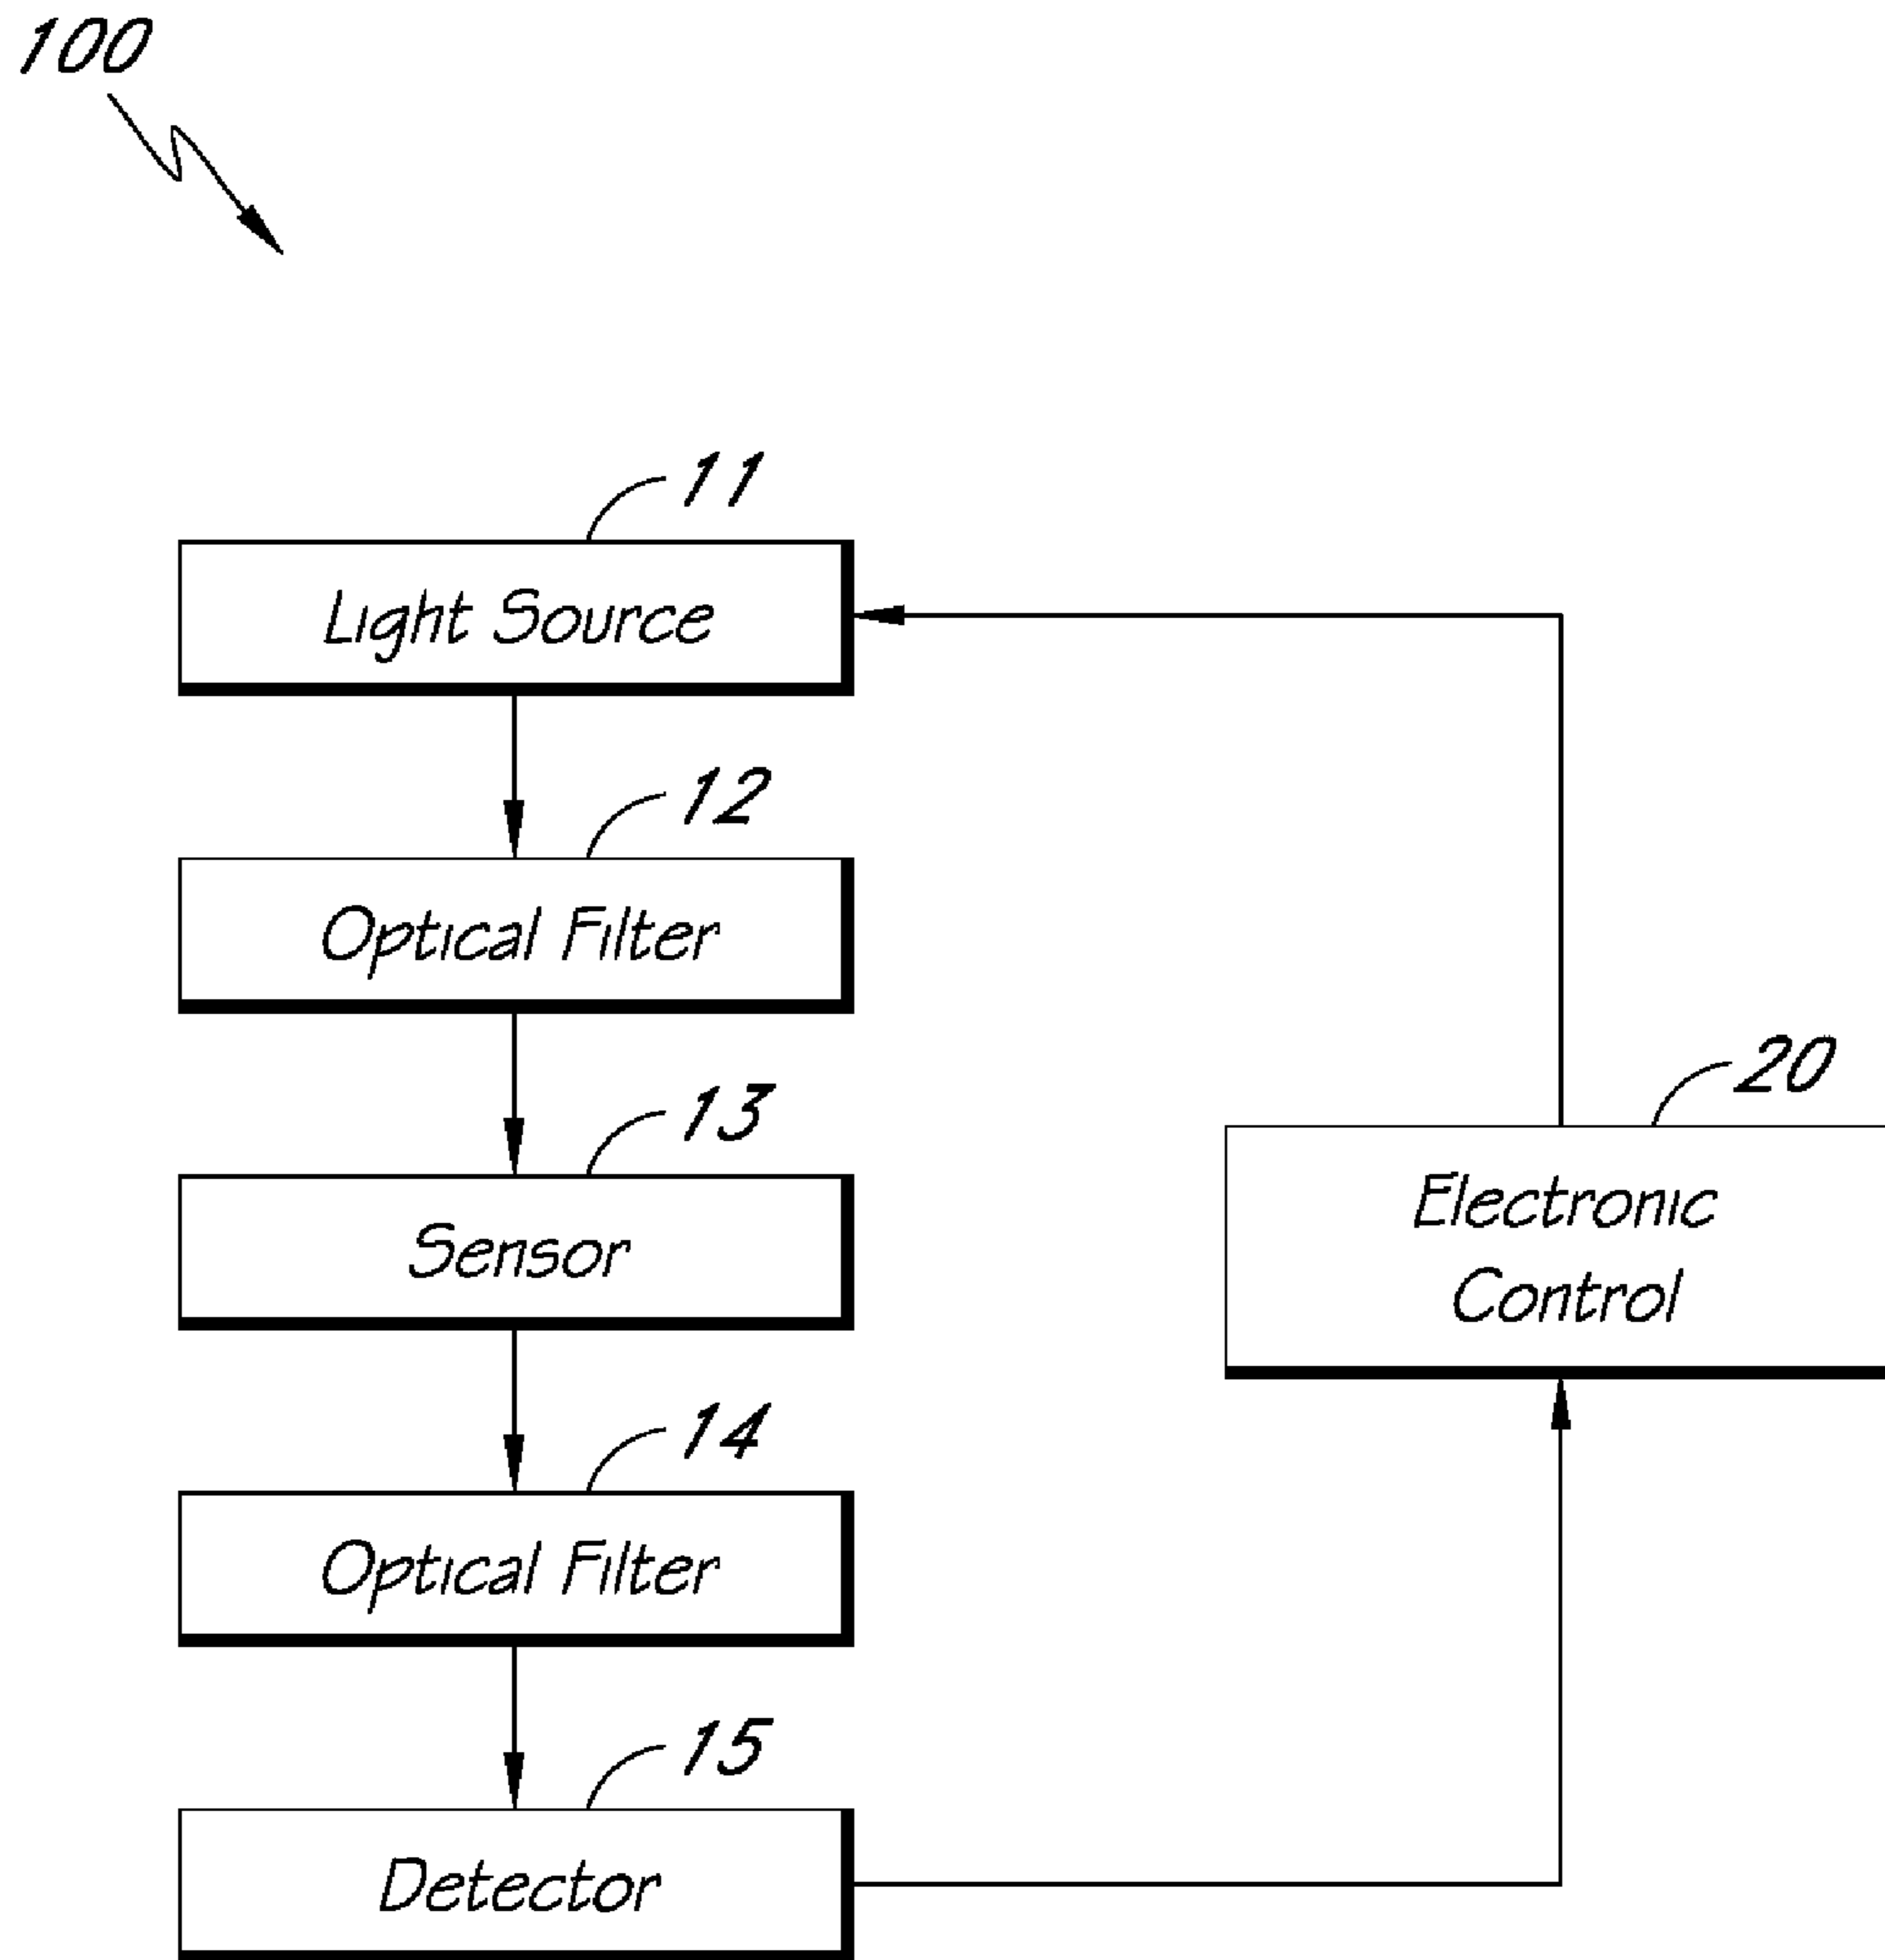 100
11
Light Source
12
Optical Filter
13
Sensor
20
Electronic
Control
14
Optical Filter
15
Detector